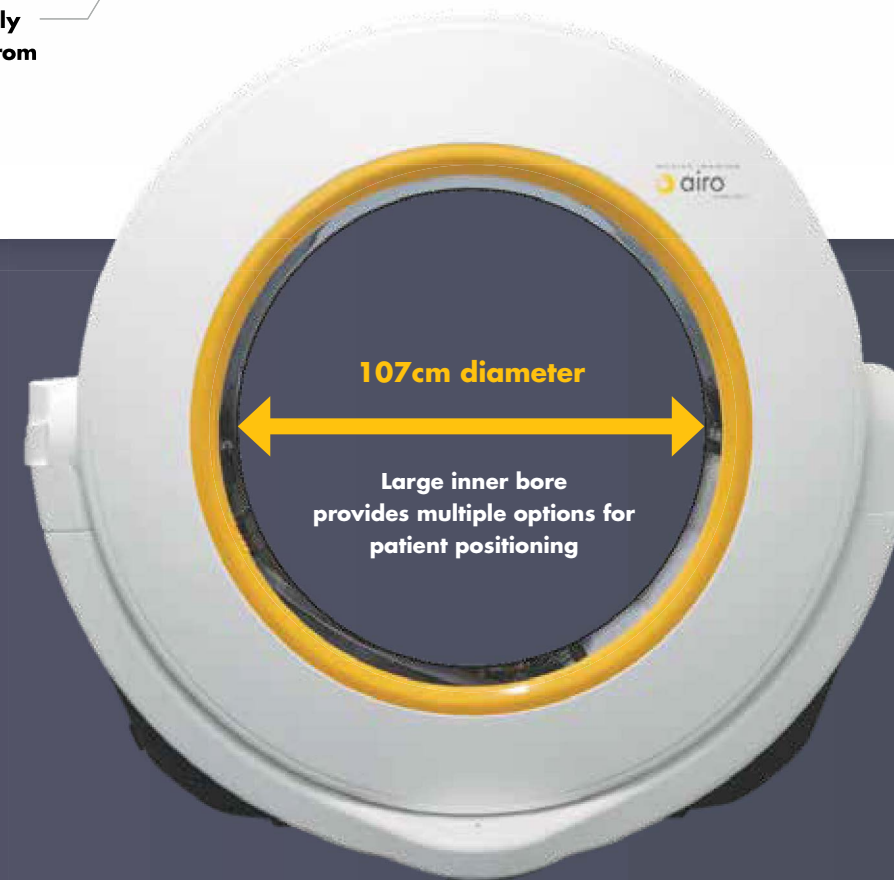 ly
rom
airo
107cm diameter
Large inner bore
provides multiple options for
patient positioning